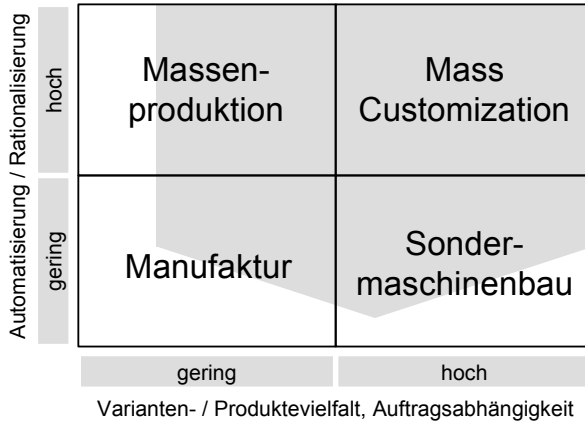 Automatisierung / Rationalisierung
hoch
gering
Massen-
produktion
Mass
Customization
Manufaktur
Sonder-
maschinenbau
gering
hoch
Varianten- / Produktevielfalt, Auftragsabhängigkeit